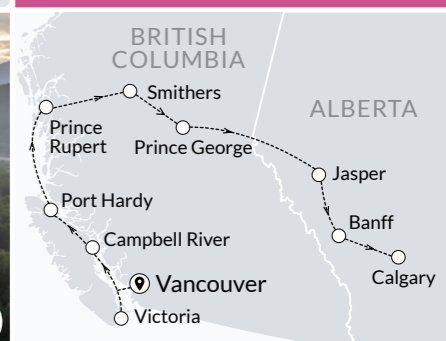 BRITISH
COLUMBIA
ALBERTA
Smithers
Prince
Rupert
Prince George
Jasper
Port Hardy
Banff
Campbell River
Calgary
Vancouver
Victoria